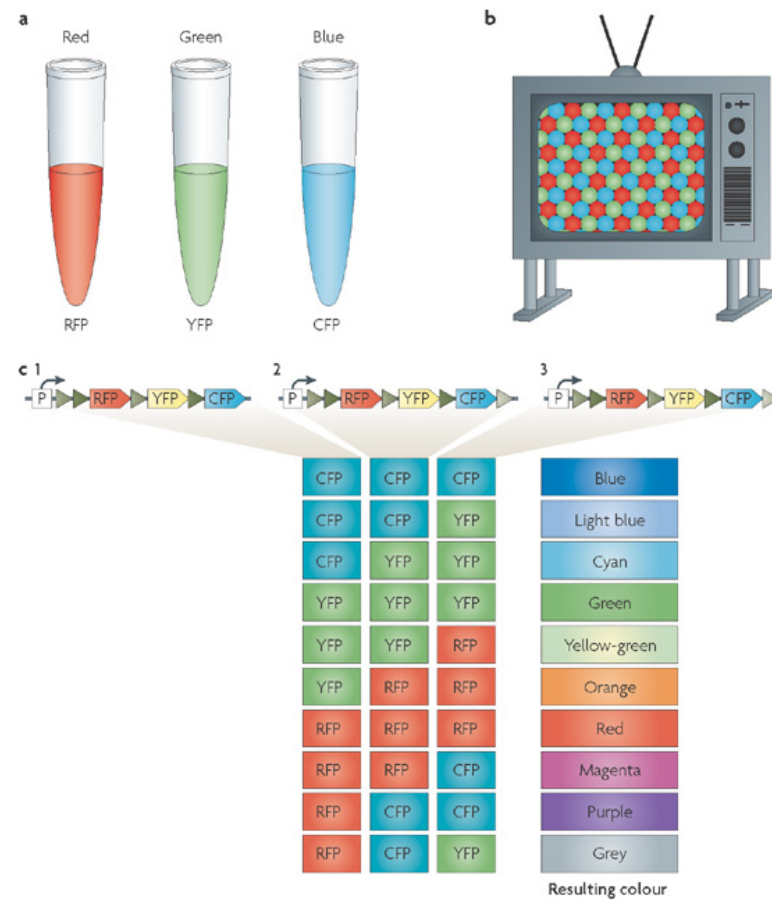 a
Red Green Blue
RFP YFP CFP
b
c 1 2 3
P RFP YFP CFP P RFP YFP CFP P RFP YFP CFP
CFP CFP CFP Blue
CFP CFP YFP Light blue
CFP YFP YFP Cyan
YFP YFP YFP Green
YFP YFP RFP Yellow-green
YFP RFP RFP Orange
RFP RFP RFP Red
RFP RFP CFP Magenta
RFP CFP CFP Purple
RFP CFP YFP Grey
Resulting colour